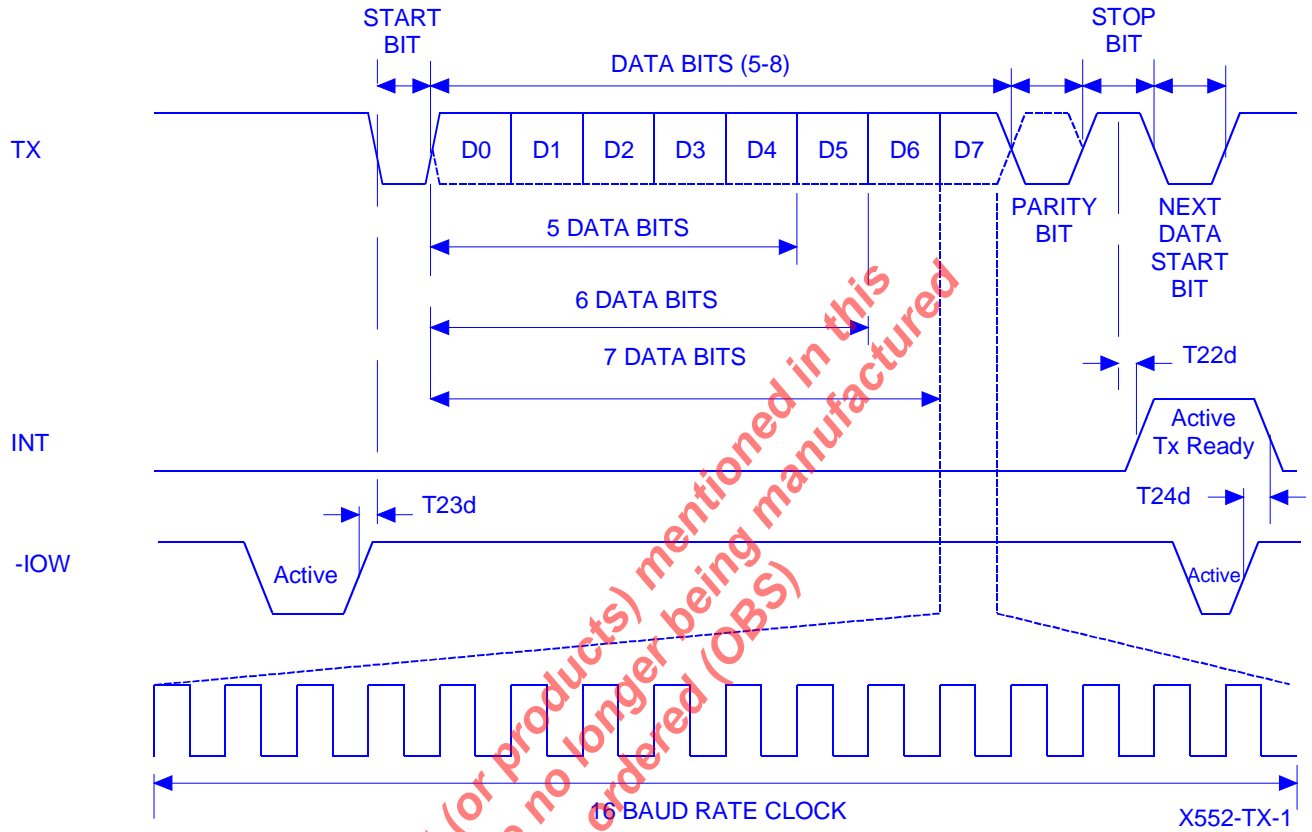 START
BIT
STOP
BIT
DATA BITS (5-8)
TX
D0 D1 D2 D3 D4 D5 D6 D7
PARITY
BIT
NEXT
DATA
START
BIT
5 DATA BITS
6 DATA BITS
7 DATA BITS
T22d
INT
Active
Tx Ready
T23d
T24d
-IOW
Active
Active
16 BAUD RATE CLOCK
X552-TX-1
(or products) mentioned in this
no longer being manufactured
ordered (OBS)